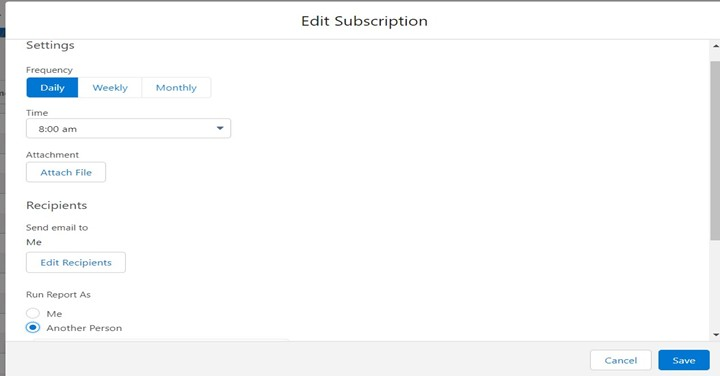 Edit Subscription
Settings
Frequency
Daily Weekly Monthly
Time
8:00 am
Attachment
Attach File
Recipients
Send email to
Me
Edit Recipients
Run Report As
Me
Another Person
Cancel Save